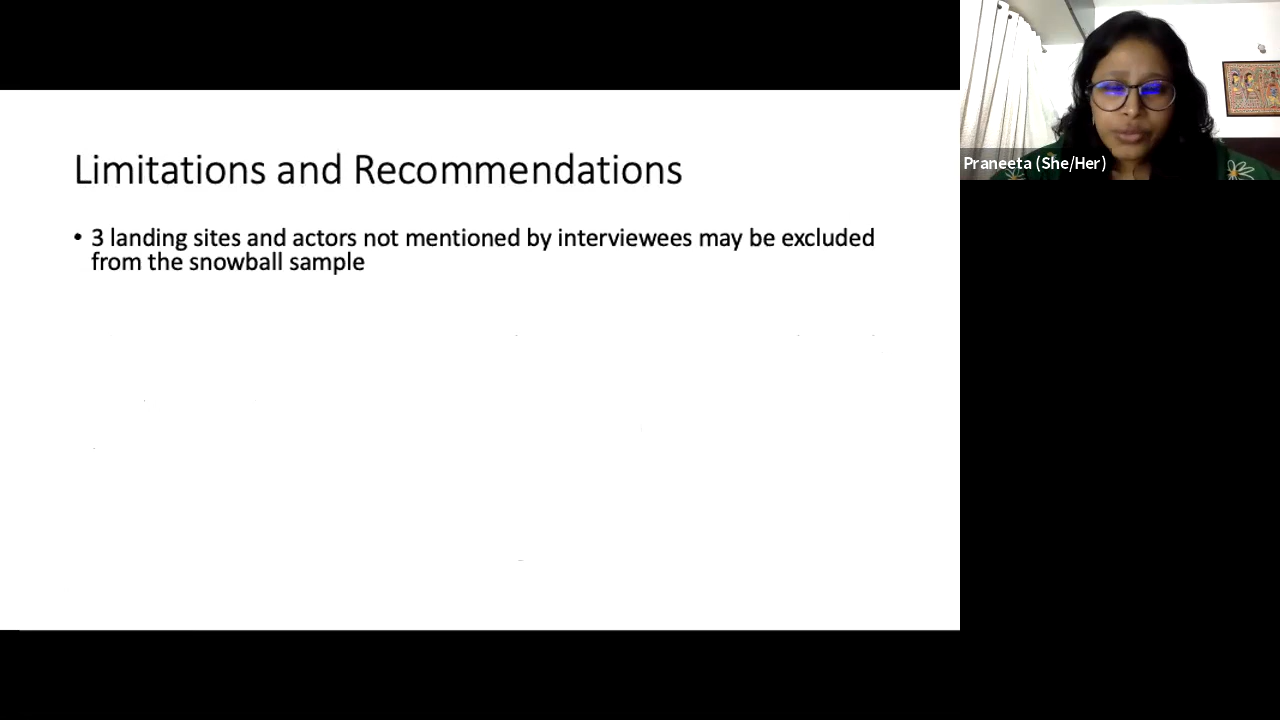 Limitations and Recommendations
• 3 landing sites and actors not mentioned by interviewees may be excluded
from the snowball sample
Praneeta (She/Her)